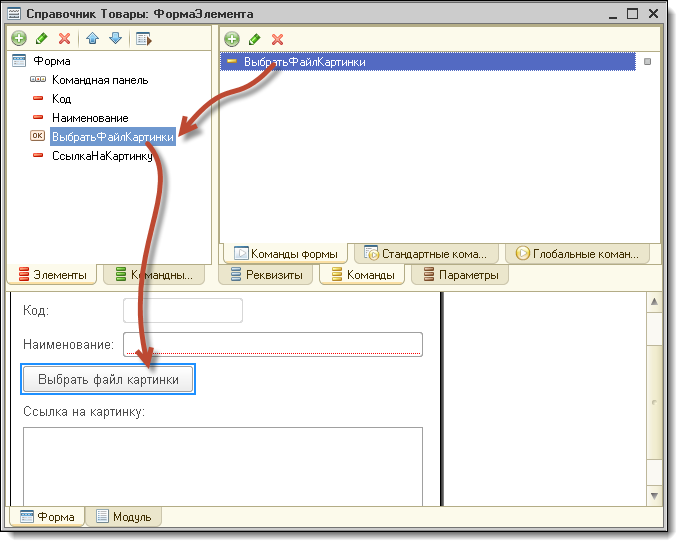 Справочник Товары: ФормаЭлемента
Форма
Командная панель
Код
Наименование
OK ВыбратьФайлКартинки
СсылкаНаКартинку
ВыбратьФайлКартинки
Команды формы Стандартные кома... Глобальные коман...
Элементы Командны... Реквизиты Команды Параметры
Код:
Наименование:
Выбрать файл картинки
Ссылка на картинку:
Форма Модуль